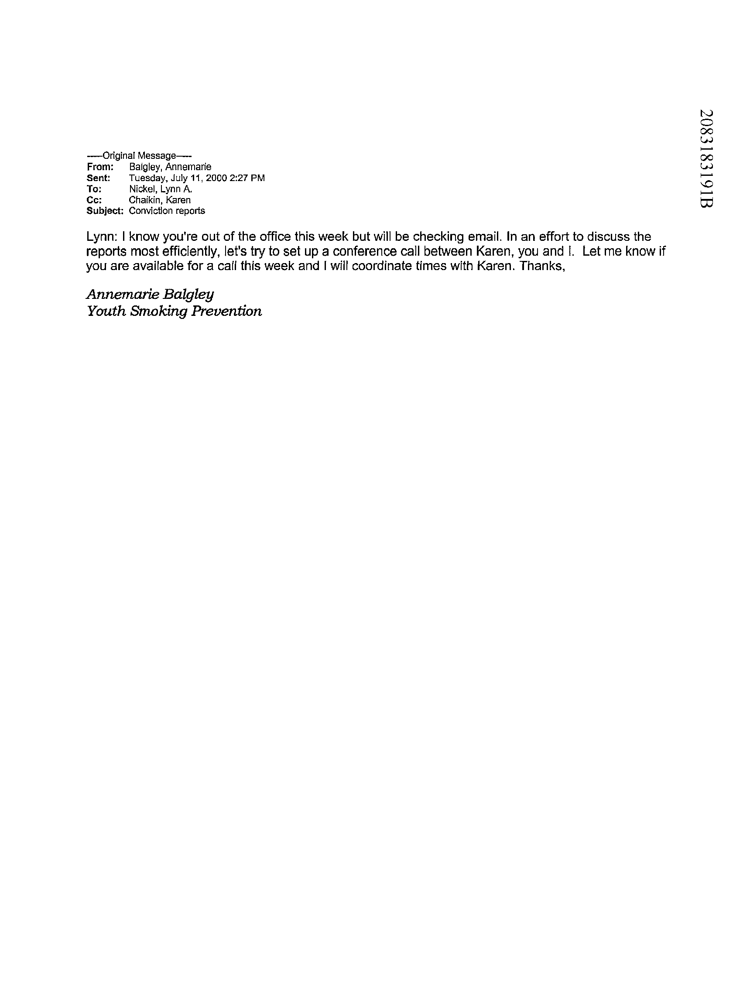 -----Original Message-----
From: Balgley, Annemarie
Sent: Tuesday, July 11, 2000 2:27 PM
To: Nickel, Lynn A.
Cc: Chaikin, Karen
Subject: Conviction reports
Lynn: I know you're out of the office this week but will be checking email. In an effort to discuss the
reports most efficiently, let's try to set up a conference call between Karen, you and I. Let me know if
you are available for a call this week and I will coordinate times with Karen. Thanks,
Annemarie Balgley
Youth Smoking Prevention
2083183191B